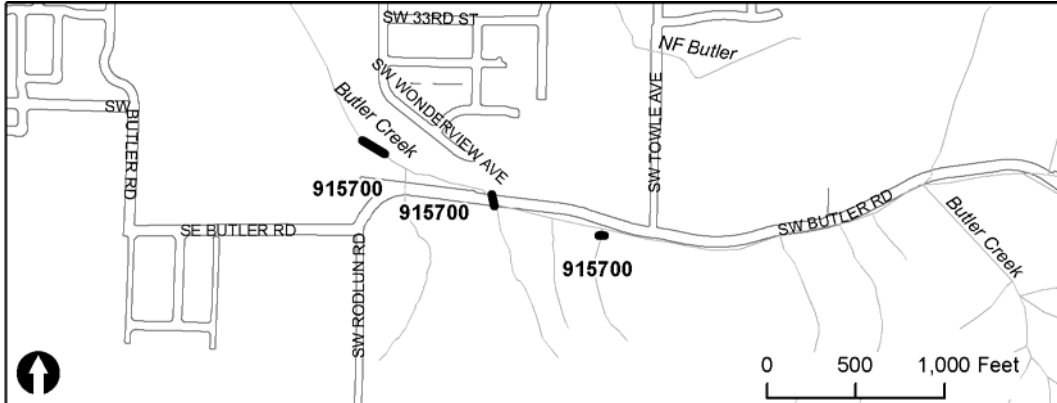 SW 33RD ST
NF Butler
SW WONDERVIEW AVE
Butler Creek
SW TOWLE AVE
SW
BUTLER RD
915700
915700
SW BUTLER RD
Butler Creek
SE BUTLER RD
SW RODLUN RD
915700
0 500 1,000 Feet